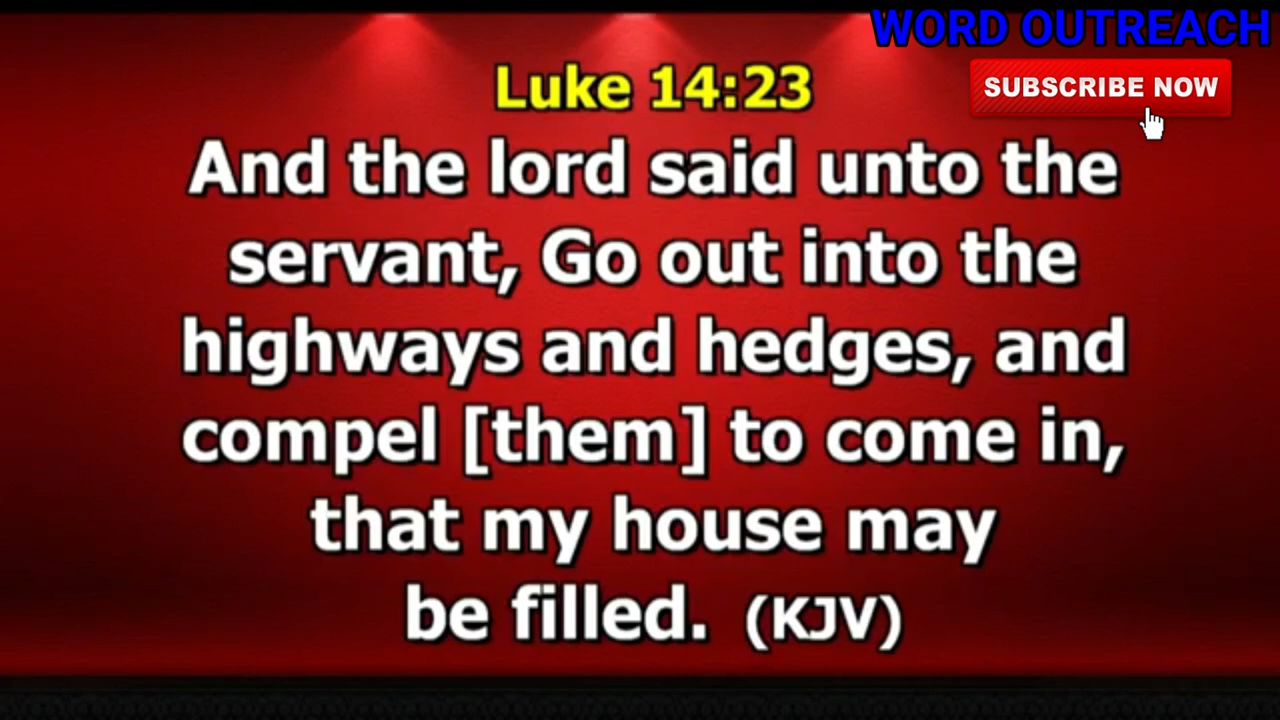 WORD OUTREACH
SUBSCRIBE NOW
Luke 14:23
And the lord said unto the
servant, Go out into the
highways and hedges, and
compel [them] to come in,
that my house may
be filled. (KJV)